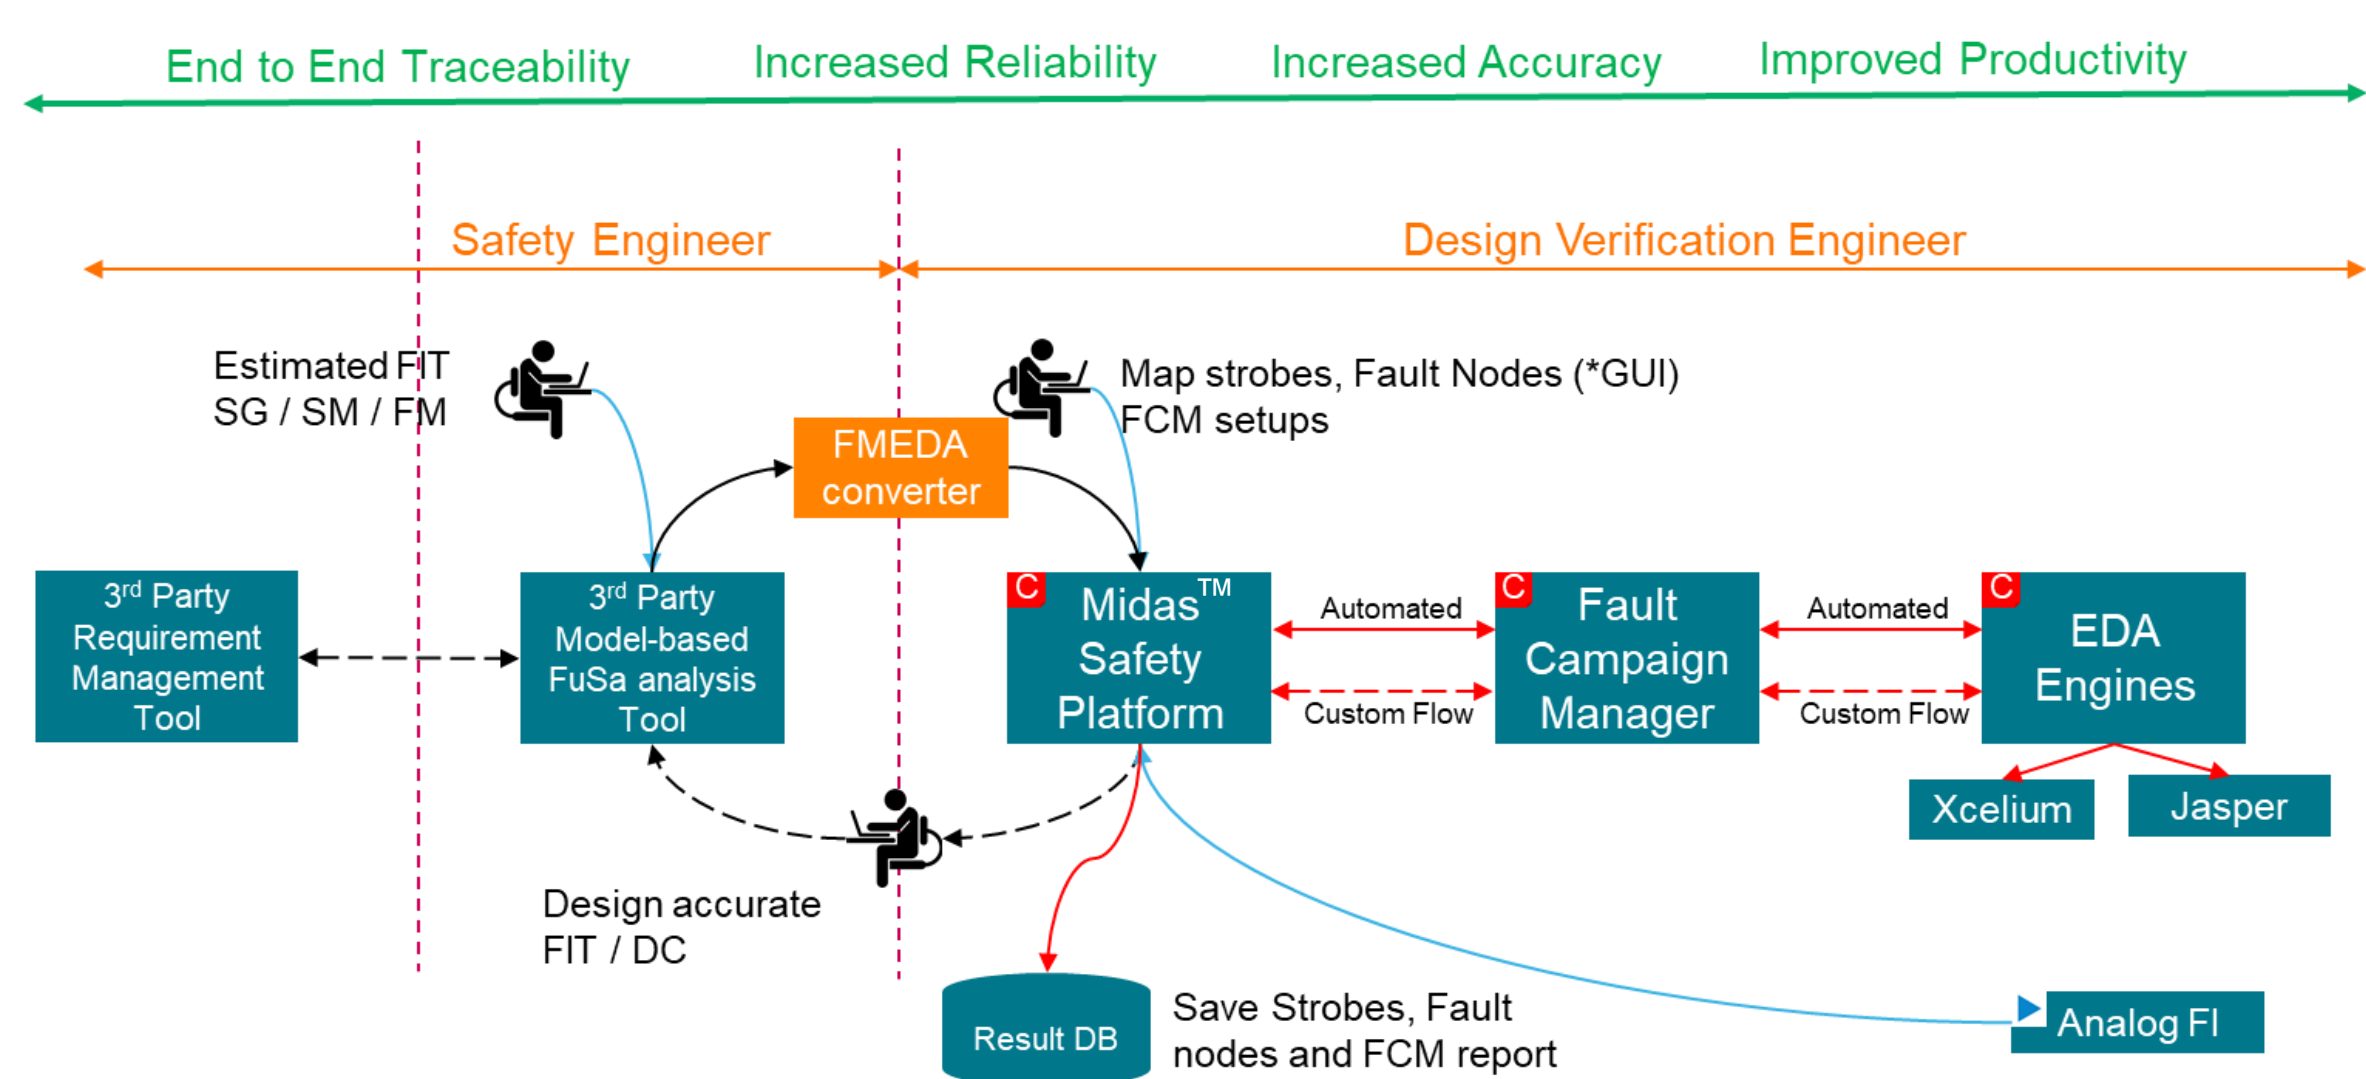 End to End Traceability
Increased Reliability
Increased Accuracy
Improved Productivity
Safety Engineer
Design Verification Engineer
Estimated FIT
SG / SM / FM
Map strobes, Fault Nodes (*GUI)
FCM setups
FMEDA
converter
3rd Party
Requirement
Management
Tool
3rd Party
Model-based
FuSa analysis
Tool
C
Midas™
Safety
Platform
Automated
Custom Flow
C
Fault
Campaign
Manager
Automated
Custom Flow
C
EDA
Engines
Xcelium
Jasper
Design accurate
FIT / DC
Result DB
Save Strobes, Fault
nodes and FCM report
Analog FI